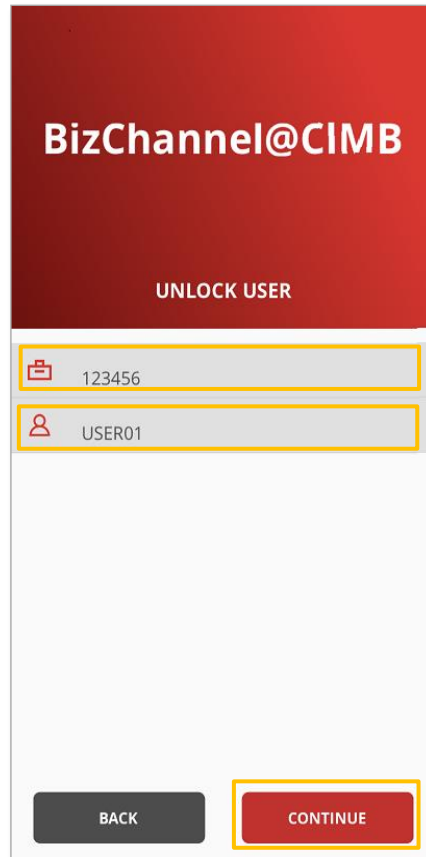 BizChannel@CIMB
UNLOCK USER
123456
USER01
BACK
CONTINUE